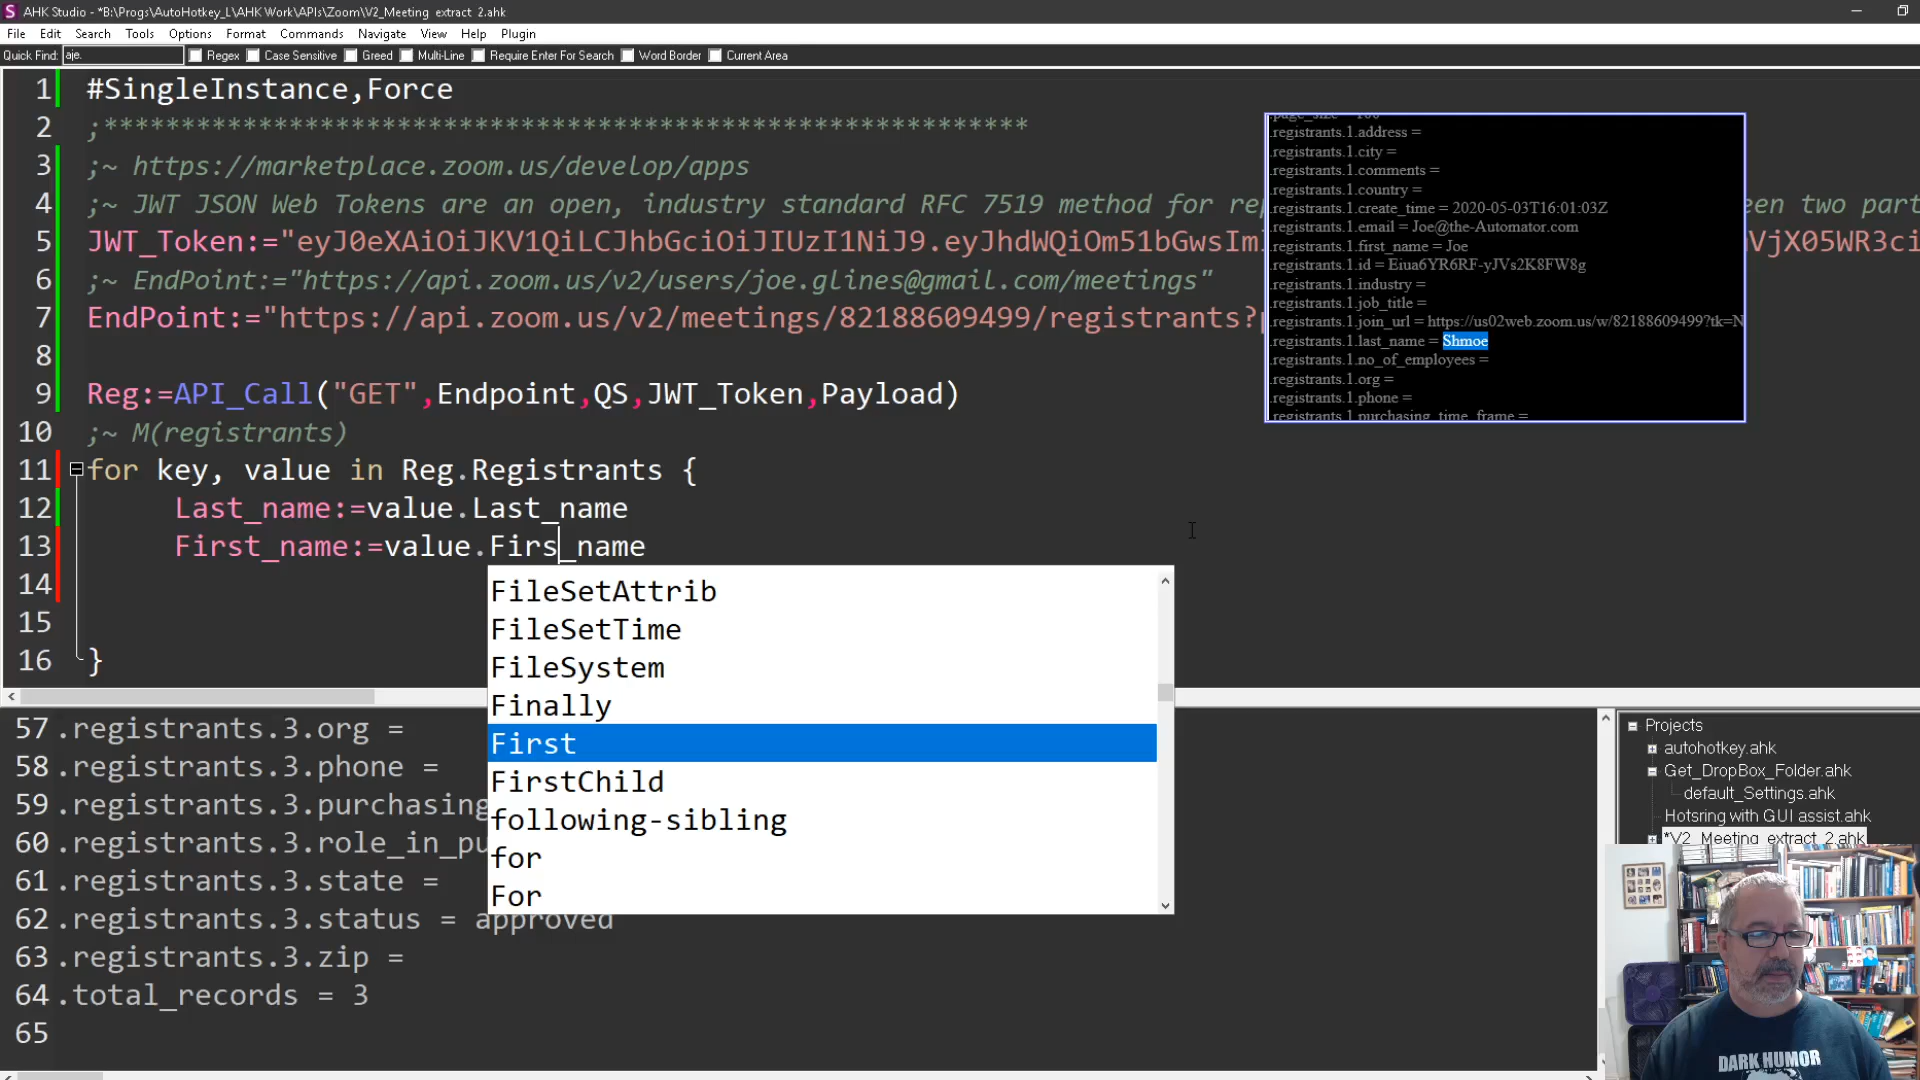 AHK Studio - *B:\Progs\AutoHotkey_L\AHK Work\APIs\Zoom\V2_Meeting extract 2.ahk
File Edit Search Tools Options Format Commands Navigate View Help Plugin
Quick Find: aje. Regex Case Sensitive Greed Multi-Line Require Enter For Search Word Border Current Area
1 #SingleInstance,Force
2 ;*************************************************************
3 ;~ https://marketplace.zoom.us/develop/apps
4 ;~ JWT JSON Web Tokens are an open, industry standard RFC 7519 method for re een two part
5 JWT_Token:="eyJ0eXAiOiJKV1QiLCJhbGciOiJIUzI1NiJ9.eyJhdWQiOm51bGwsIm VjX05WR3ci
6 ;~ EndPoint:="https://api.zoom.us/v2/users/joe.glines@gmail.com/meetings"
7 EndPoint:="https://api.zoom.us/v2/meetings/82188609499/registrants?
8
9 Reg:=API_Call("GET",Endpoint,QS,JWT_Token,Payload)
10 ;~ M(registrants)
11 for key, value in Reg.Registrants {
12 Last_name:=value.Last_name
13 First_name:=value.Firs_name
14
15
16 }
page_size = 100
.registrants.1.address =
.registrants.1.city =
.registrants.1.comments =
.registrants.1.country =
.registrants.1.create_time = 2020-05-03T16:01:03Z
.registrants.1.email = Joe@the-Automator.com
.registrants.1.first_name = Joe
.registrants.1.id = Eiua6YR6RF-yJVs2K8FW8g
.registrants.1.industry =
.registrants.1.job_title =
.registrants.1.join_url = https://us02web.zoom.us/w/82188609499?tk=N
.registrants.1.last_name = Shmoe
.registrants.1.no_of_employees =
.registrants.1.org =
.registrants.1.phone =
.registrants.1.purchasing_time_frame =
FileSetAttrib
FileSetTime
FileSystem
Finally
First
FirstChild
following-sibling
for
For
57 .registrants.3.org =
58 .registrants.3.phone =
59 .registrants.3.purchasing
60 .registrants.3.role_in_pu
61 .registrants.3.state =
62 .registrants.3.status = approved
63 .registrants.3.zip =
64 .total_records = 3
65
Projects
autohotkey.ahk
Get_DropBox_Folder.ahk
default_Settings.ahk
Hotsring with GUI assist.ahk
*V2_Meeting extract 2.ahk
DARK HUMOR